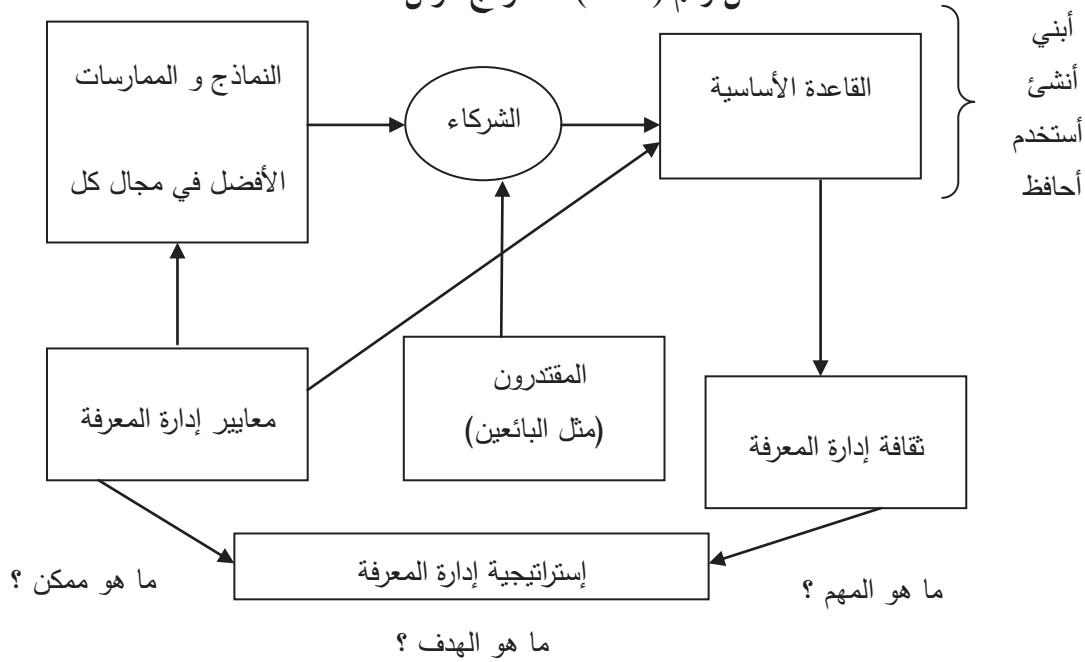 أبني
أنشئ
أستخدم
أحافظ
القاعدة الأساسية
الشركاء
النماذج و الممارسات
الأفضل في مجال كل
معايير إدارة المعرفة
المقتدرون
(مثل البائعين)
ثقافة إدارة المعرفة
إستراتيجية إدارة المعرفة
ما هو ممكن ؟
ما هو المهم ؟
ما هو الهدف ؟